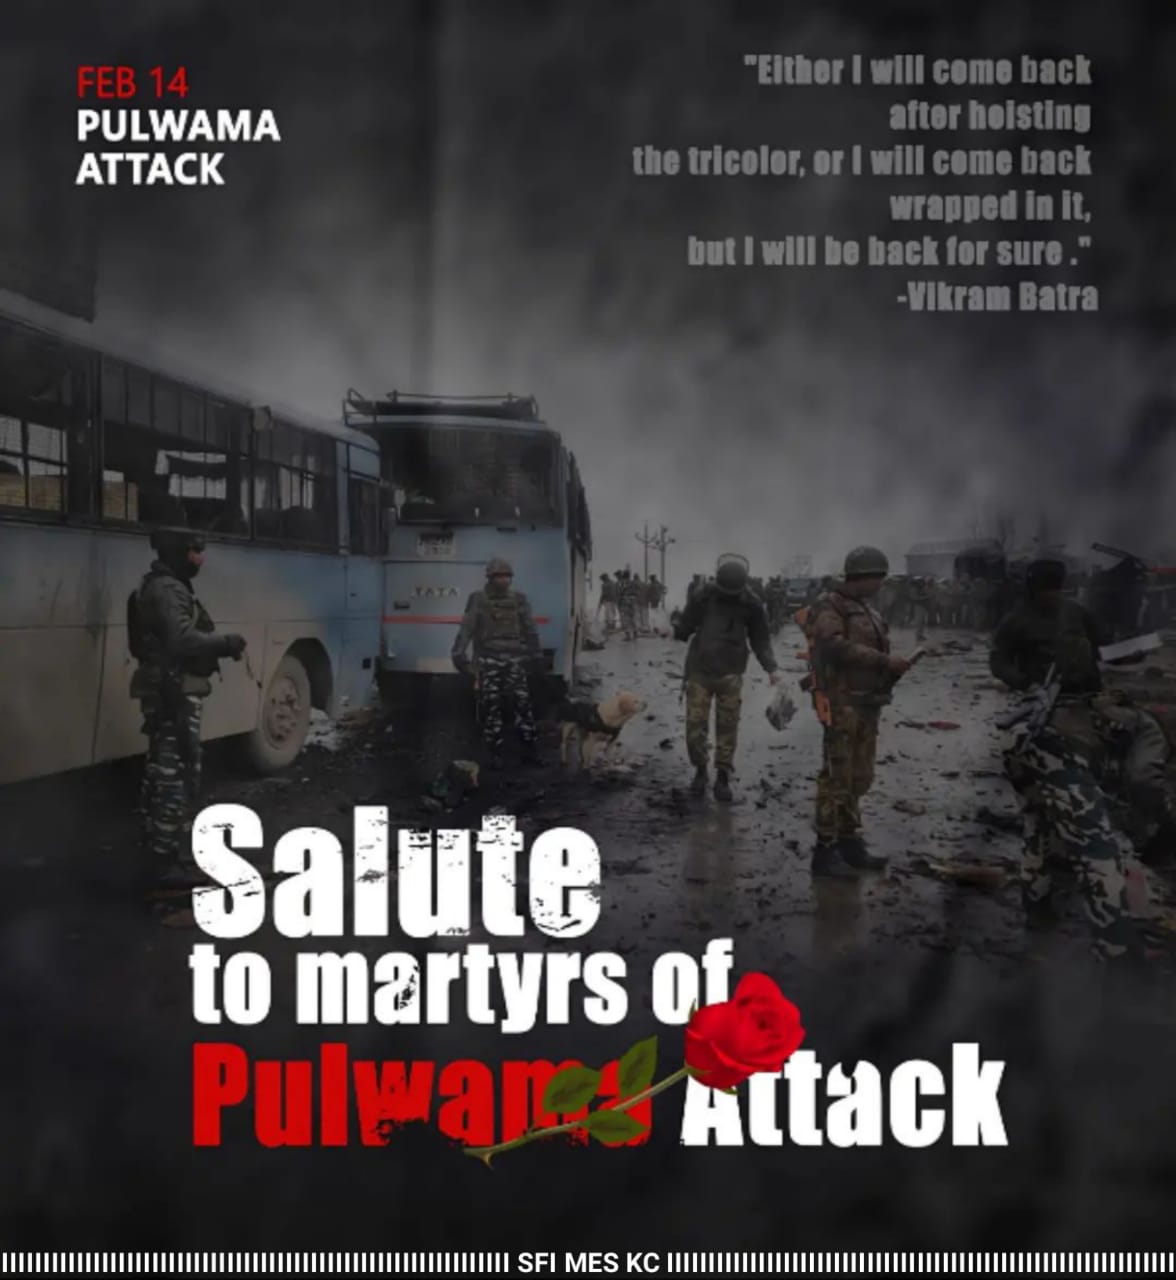 FEB 14
PULWAMA
ATTACK
"Either I will come back
after hoisting
the tricolor, or I will come back
wrapped in it,
but I will be back for sure ."
-Vikram Batra
TATA
Salute
to martyrs of
Pulwama Attack
SFI MES KC